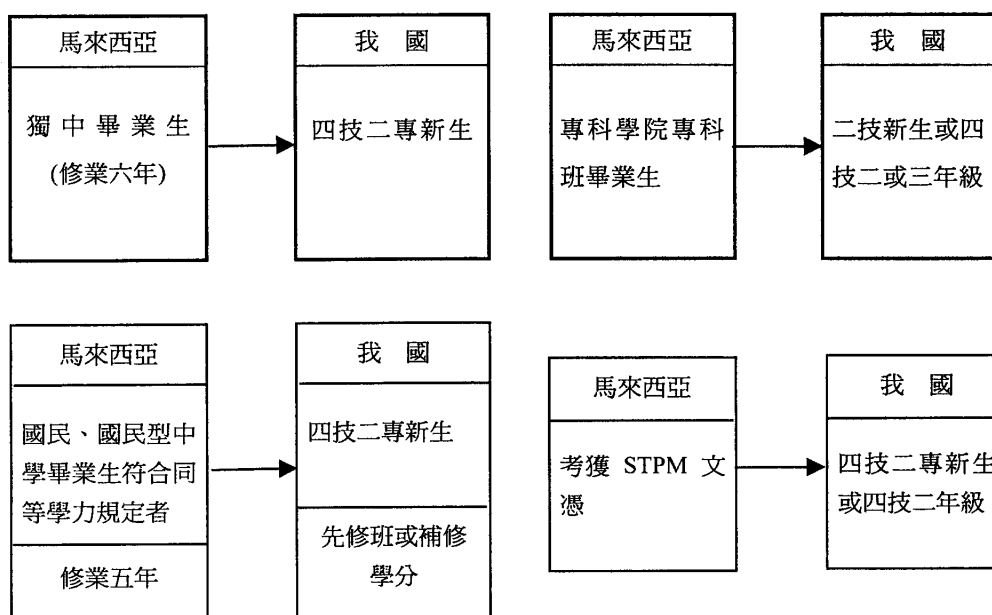 馬來西亞
獨中畢業生
(修業六年)
我 國
四技二專新生
馬來西亞
專科學院專科
班畢業生
我 國
二技新生或四
技二或三年級
馬來西亞
國民、國民型中
學畢業生符合同
等學力規定者
修業五年
我 國
四技二專新生
先修班或補修
學分
馬來西亞
考獲 STPM 文
憑
我 國
四技二專新生
或四技二年級